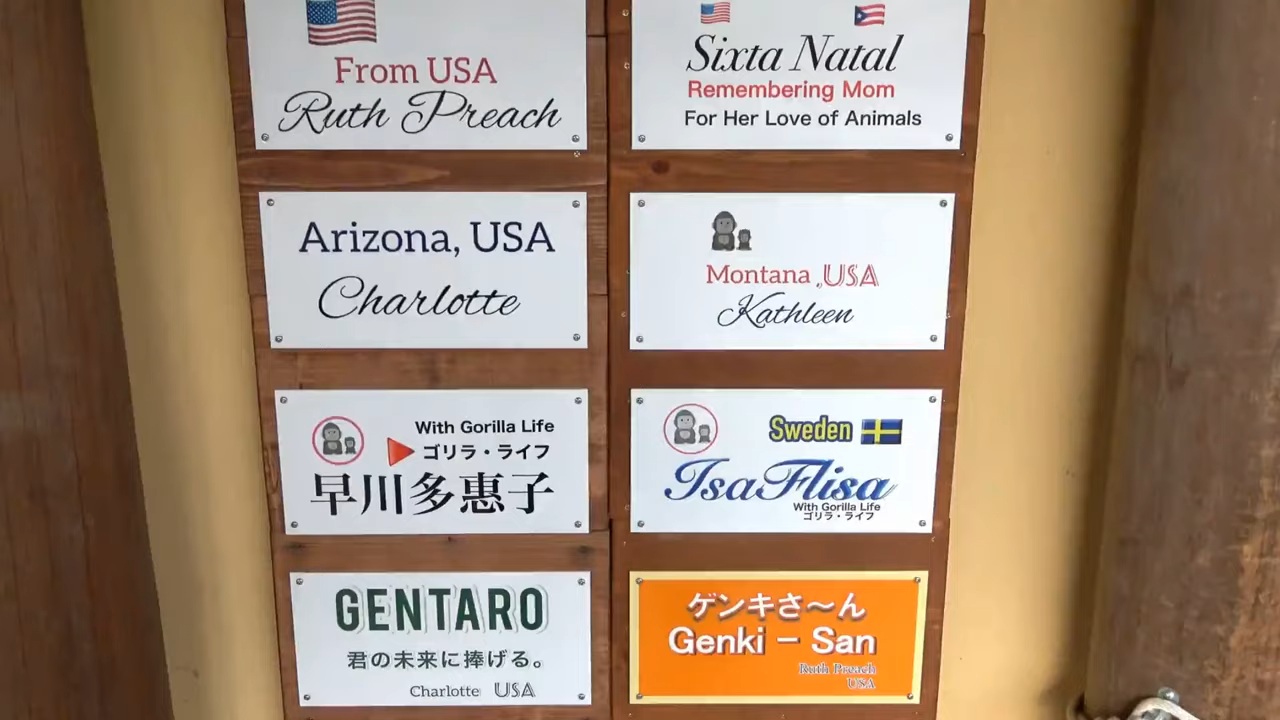 From USA
Ruth Preach
Sixta Natal
Remembering Mom
For Her Love of Animals
Arizona, USA
Charlotte
Montana ,USA
Kathleen
With Gorilla Life
ゴリラ・ライフ
早川多惠子
Sweden
IsaFlisa
With Gorilla Life
ゴリラ・ライフ
GENTARO
君の未来に捧げる。
Charlotte USA
ゲンキさ〜ん
Genki – San
Ruth Preach
USA